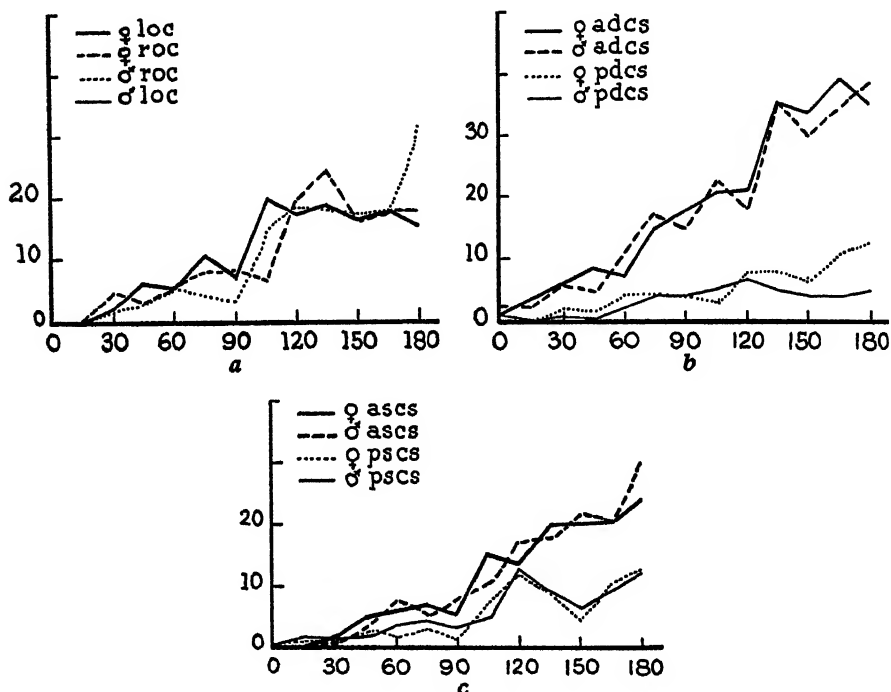 ♀ loc
♀ roc
♂ roc
♂ loc
20
10
0
0 30 60 90 120 150 180
a
♀ adcs
♂ adcs
♀ pdcs
♂ pdcs
30
20
10
0
0 30 60 90 120 150 180
b
♀ ascs
♂ ascs
♀ pscs
♂ pscs
20
10
0
0 30 60 90 120 150 180
c